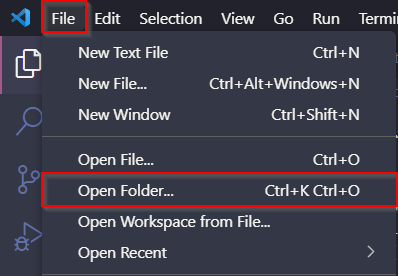 File Edit Selection View Go Run Termi
New Text File Ctrl+N
New File... Ctrl+Alt+Windows+N
New Window Ctrl+Shift+N
Open File... Ctrl+O
Open Folder... Ctrl+K Ctrl+O
Open Workspace from File...
Open Recent